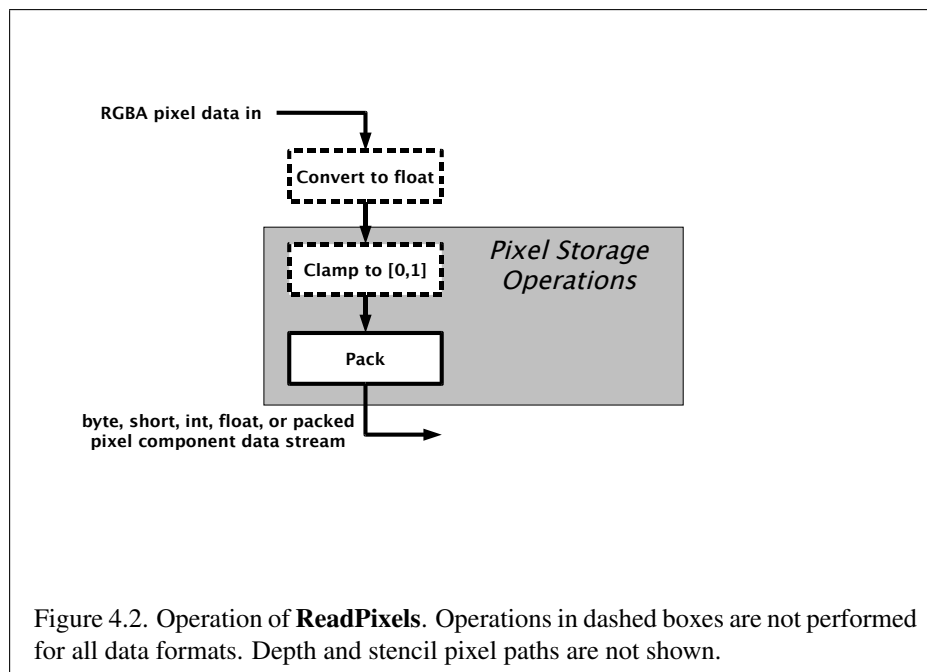 RGBA pixel data in
Convert to float
Pixel Storage
Operations
Clamp to [0,1]
Pack
byte, short, int, float, or packed
pixel component data stream
Figure 4.2. Operation of ReadPixels. Operations in dashed boxes are not performed
for all data formats. Depth and stencil pixel paths are not shown.